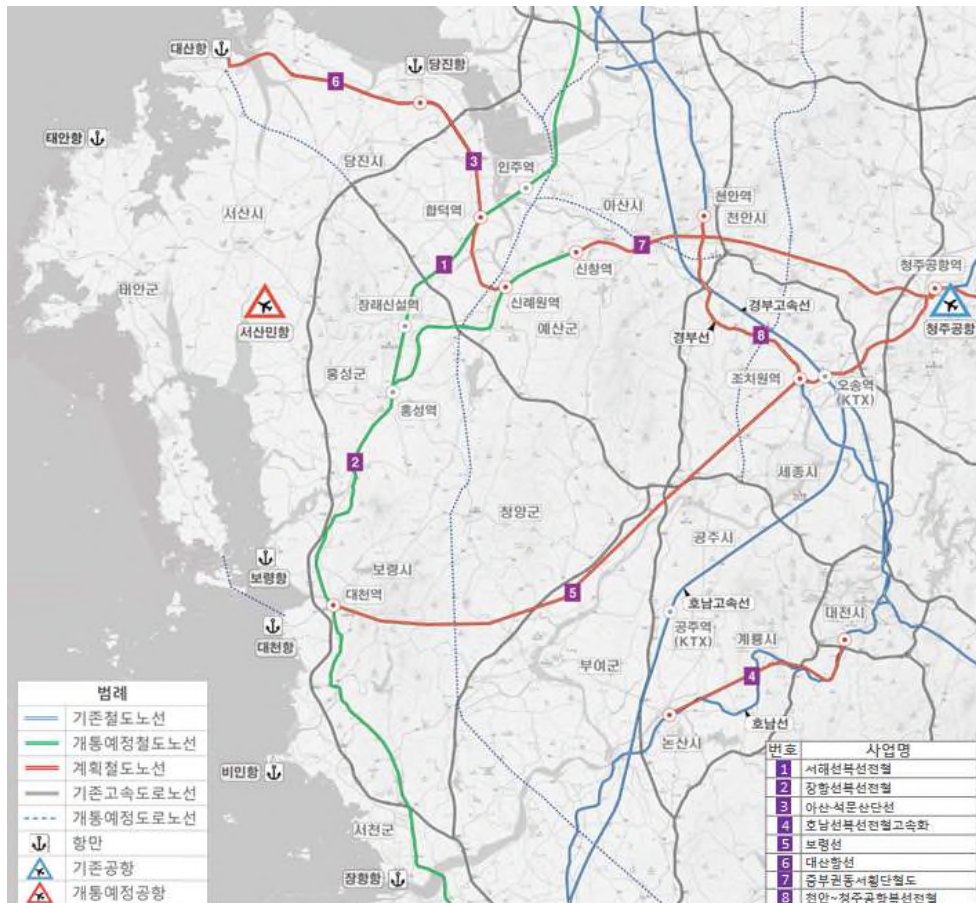 대산항
당진항
6
태안항
당진시
3
인주역
합덕역
아산시
천안역
천안시
서산시
1
신창역
7
청주공항역
태안군
장래신설역
신례원역
예산군
경부고속선
서산민항
경부선
8
청주공항
홍성군
조치원역
오송역
(KTX)
홍성역
2
세종시
청양군
공주시
보령항
보령시
5
대천역
호남고속선
대전시
대천항
공주역
(KTX)
계룡시
부여군
4
호남선
논산시
비인항
서천군
장항항
범례
기존철도노선
개통예정철도노선
계획철도노선
기존고속도로노선
개통예정도로노선
항만
기존공항
개통예정공항
번호 사업명
1 서해선복선전철
2 장항선복선전철
3 아산·석문산단선
4 호남선복선전철고속화
5 보령선
6 대산항선
7 중부권동서횡단철도
8 천안~청주공항복선전철